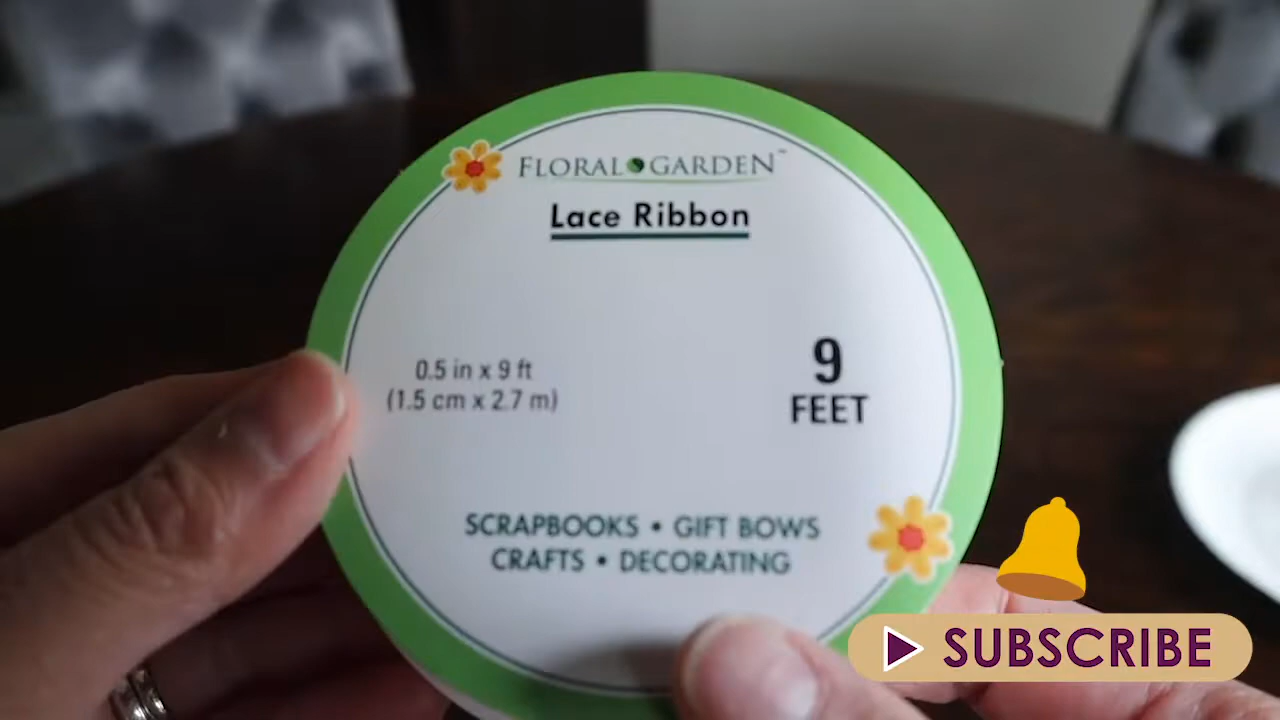 FLORAL GARDEN™
Lace Ribbon
0.5 in x 9 ft
(1.5 cm x 2.7 m)
9
FEET
SCRAPBOOKS • GIFT BOWS
CRAFTS • DECORATING
SUBSCRIBE